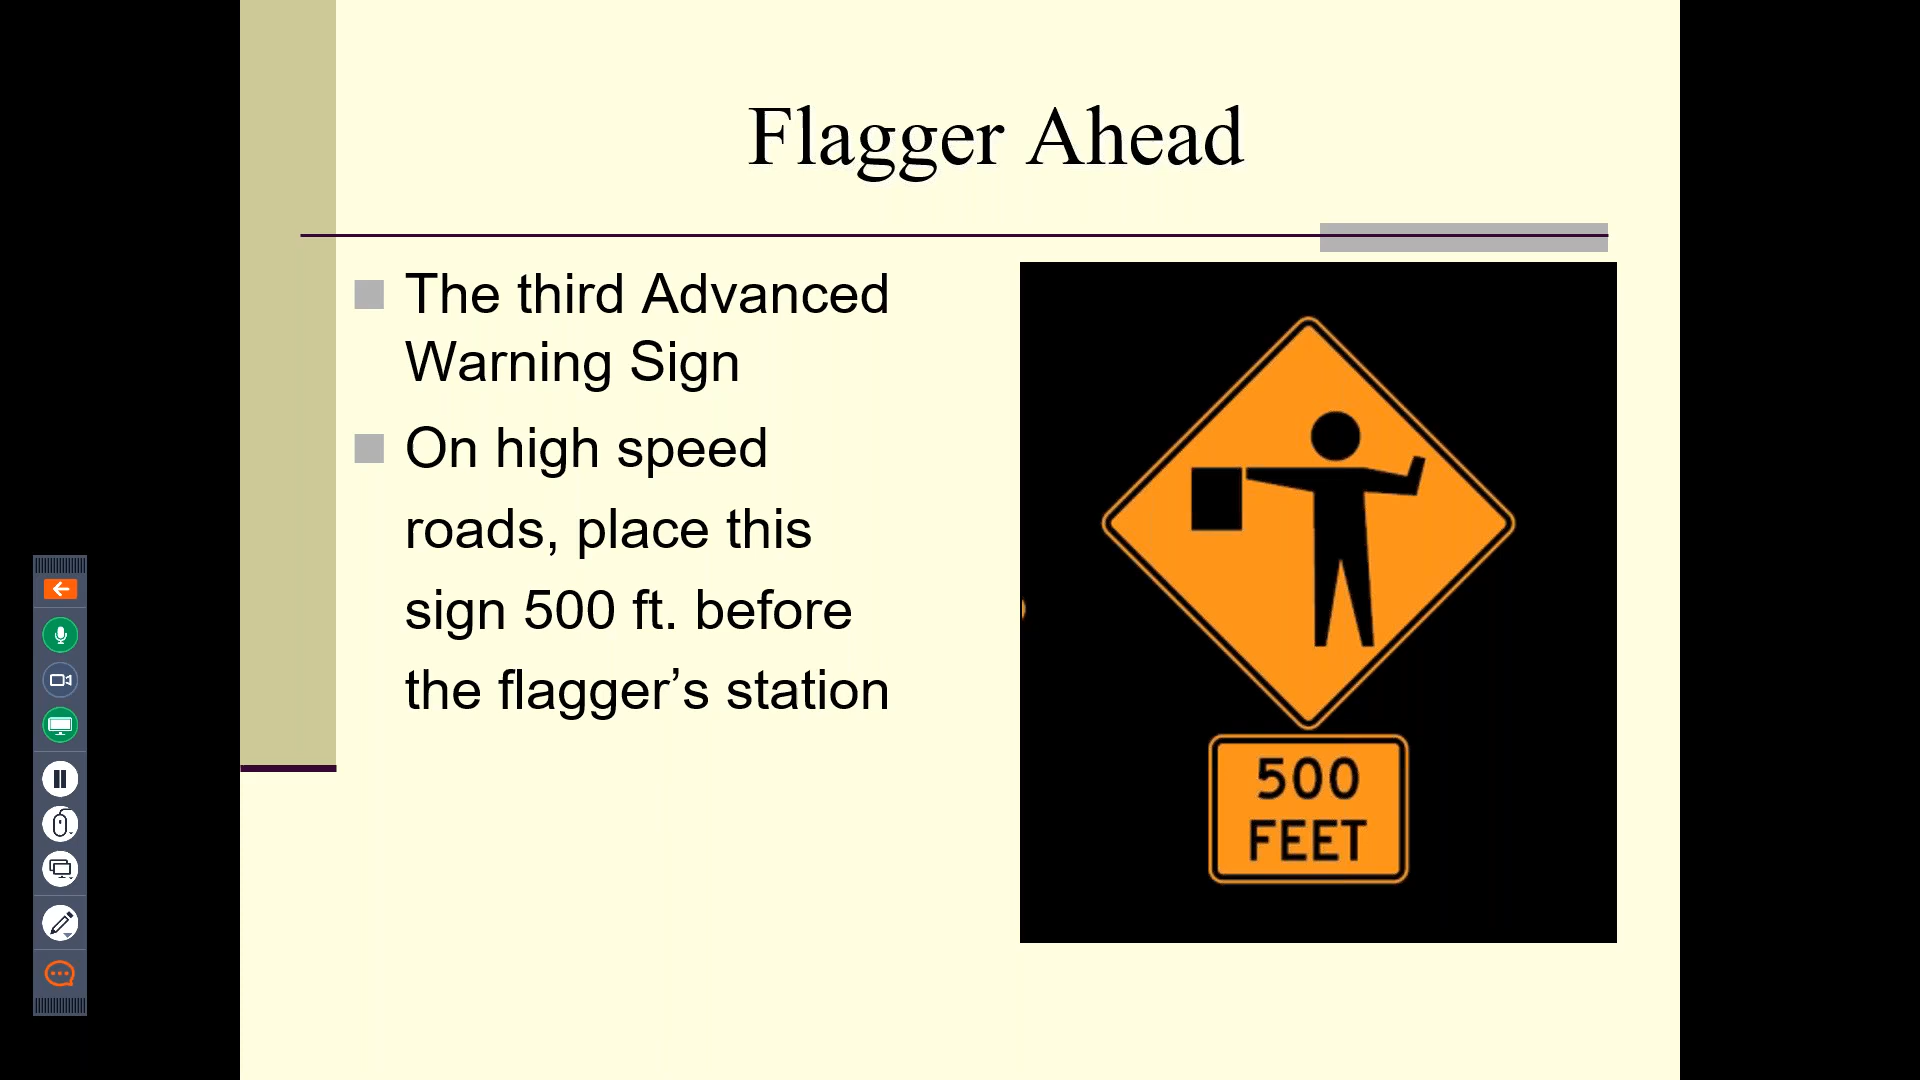 Flagger Ahead
The third Advanced
Warning Sign
On high speed
roads, place this
sign 500 ft. before
the flagger’s station
500
FEET